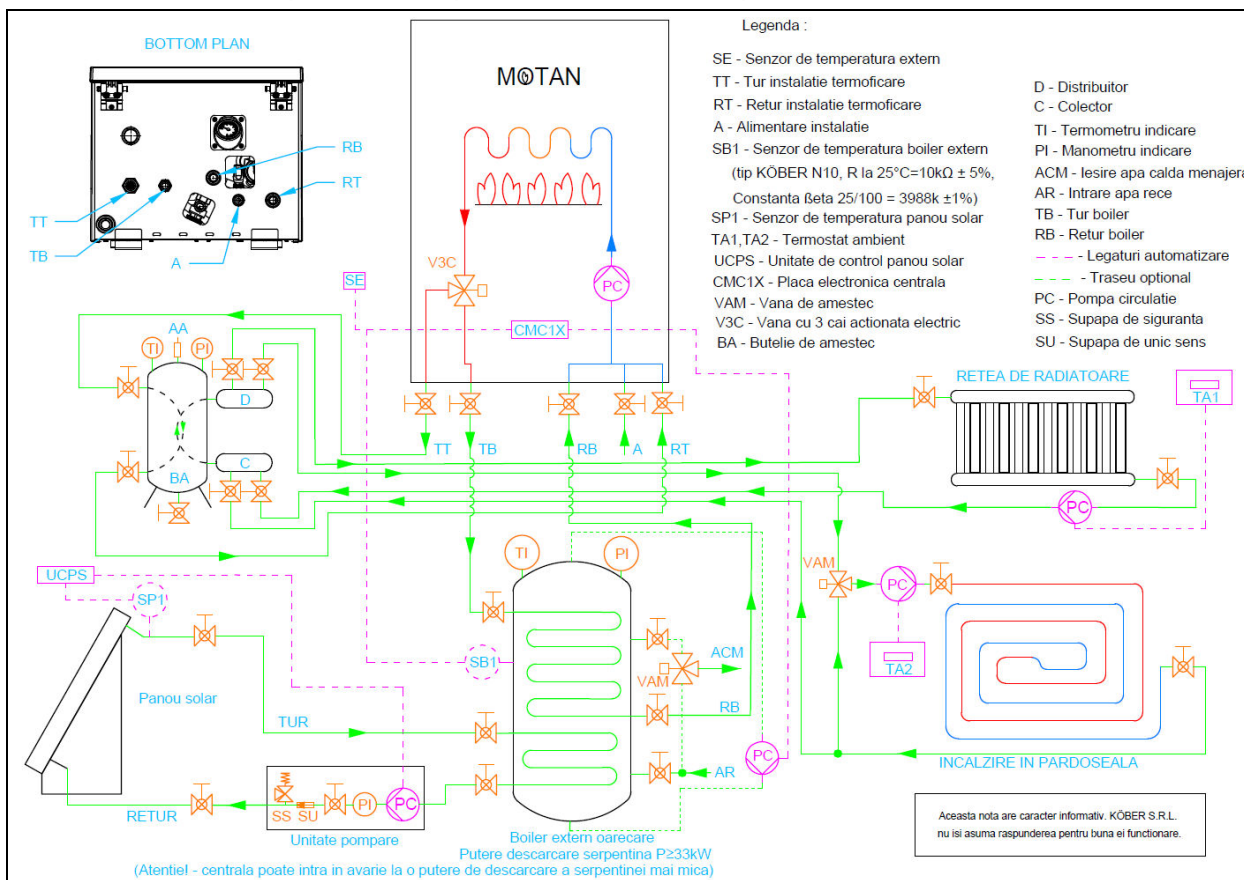 BOTTOM PLAN
RB
RT
TT
TB
A
MOTAN
V3C
PC
CMC1X
SE
Legenda :
SE - Senzor de temperatura extern
TT - Tur instalatie termoficare
RT - Retur instalatie termoficare
A - Alimentare instalatie
SB1 - Senzor de temperatura boiler extern
(tip KÖBER N10, R la 25°C=10kΩ ± 5%,
Constanta ßeta 25/100 = 3988k ±1%)
SP1 - Senzor de temperatura panou solar
TA1,TA2 - Termostat ambient
UCPS - Unitate de control panou solar
CMC1X - Placa electronica centrala
VAM - Vana de amestec
V3C - Vana cu 3 cai actionata electric
BA - Butelie de amestec
D - Distribuitor
C - Colector
TI - Termometru indicare
PI - Manometru indicare
ACM - Iesire apa calda menajera
AR - Intrare apa rece
TB - Tur boiler
RB - Retur boiler
- - - - Legaturi automatizare
- - - - Traseu optional
PC - Pompa circulatie
SS - Supapa de siguranta
SU - Supapa de unic sens
AA
TI
PI
D
C
BA
TT
TB
RB
A
RT
RETEA DE RADIATOARE
TA1
PC
UCPS
SP1
Panou solar
TUR
RETUR
SS
SU
PI
PC
Unitate pompare
TI
PI
SB1
VAM
ACM
RB
PC
AR
VAM
PC
TA2
INCALZIRE IN PARDOSEALA
Boiler extern oarecare
Putere descarcare serpentina P≥33kW
(Atentie! - centrala poate intra in avarie la o putere de descarcare a serpentinei mai mica)
Aceasta nota are caracter informativ. KÖBER S.R.L.
nu isi asuma raspunderea pentru buna ei functionare.